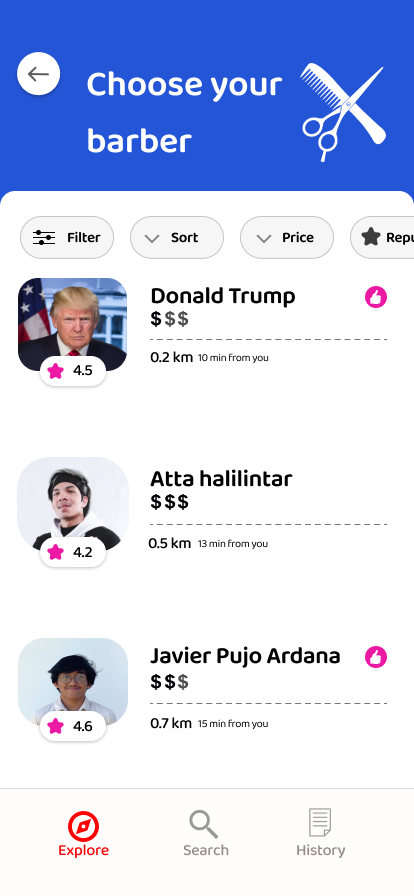 Choose your
barber
Filter
Sort
Price
Repu
Donald Trump
$$$
0.2 km 10 min from you
4.5
Atta halilintar
$$$
0.5 km 13 min from you
4.2
Javier Pujo Ardana
$$$
0.7 km 15 min from you
4.6
Explore
Search
History